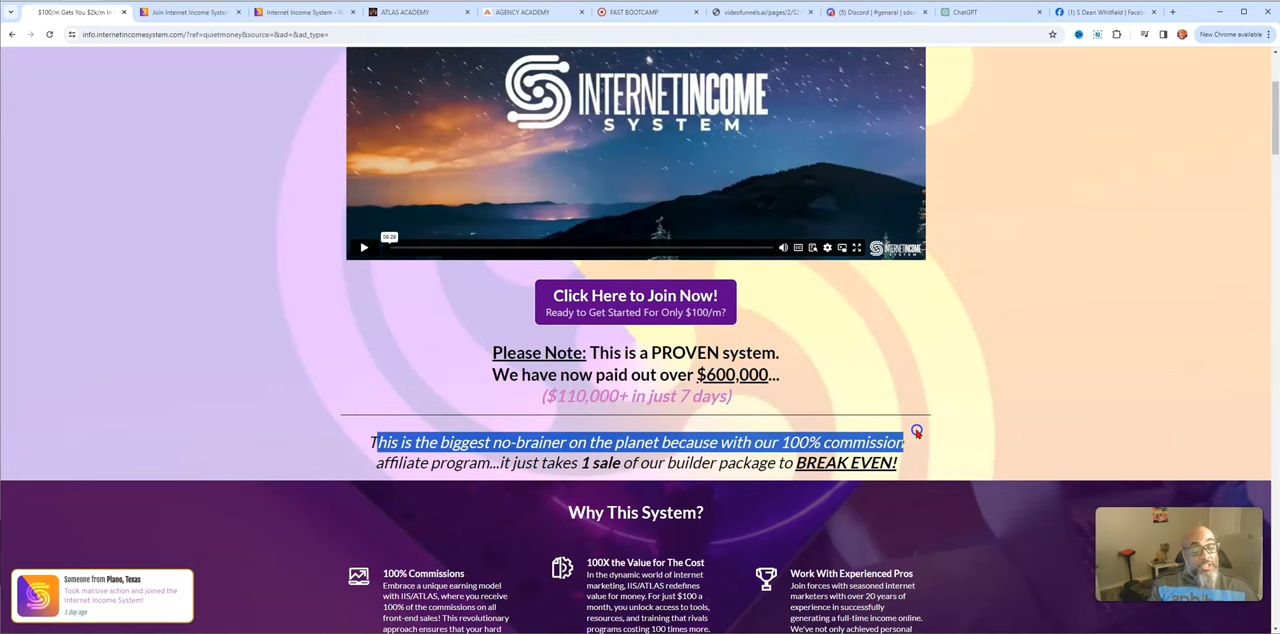 $100/m Gets You $2k/m In
Join Internet Income System
Internet Income System - V
ATLAS ACADEMY
AGENCY ACADEMY
FAST BOOTCAMP
videofunnels.ai/pages/2/52
(5) Discord | #general | sdea
ChatGPT
(1) S Dean Whitfield | Faceb
info.internetincomesystem.com/?ref=quietmoney&source=&ad=&ad_type=
New Chrome available
INTERNETINCOME
SYSTEM
09:29
INTERNETINCOME
SYSTEM
Click Here to Join Now!
Ready to Get Started For Only $100/m?
Please Note: This is a PROVEN system.
We have now paid out over $600,000...
($110,000+ in just 7 days)
This is the biggest no-brainer on the planet because with our 100% commission
affiliate program...it just takes 1 sale of our builder package to BREAK EVEN!
Why This System?
100% Commissions
Embrace a unique earning model
with IIS/ATLAS, where you receive
100% of the commissions on all
front-end sales! This revolutionary
approach ensures that your hard
100X the Value for The Cost
In the dynamic world of internet
marketing, IIS/ATLAS redefines
value for money. For just $100 a
month, you unlock access to tools,
resources, and training that rivals
programs costing 100 times more.
Work With Experienced Pros
Join forces with seasoned internet
marketers with over 20 years of
experience in successfully
generating a full-time income online.
We've not only achieved personal
Someone from Plano, Texas
Took massive action and joined the
Internet Income System!
1 day ago